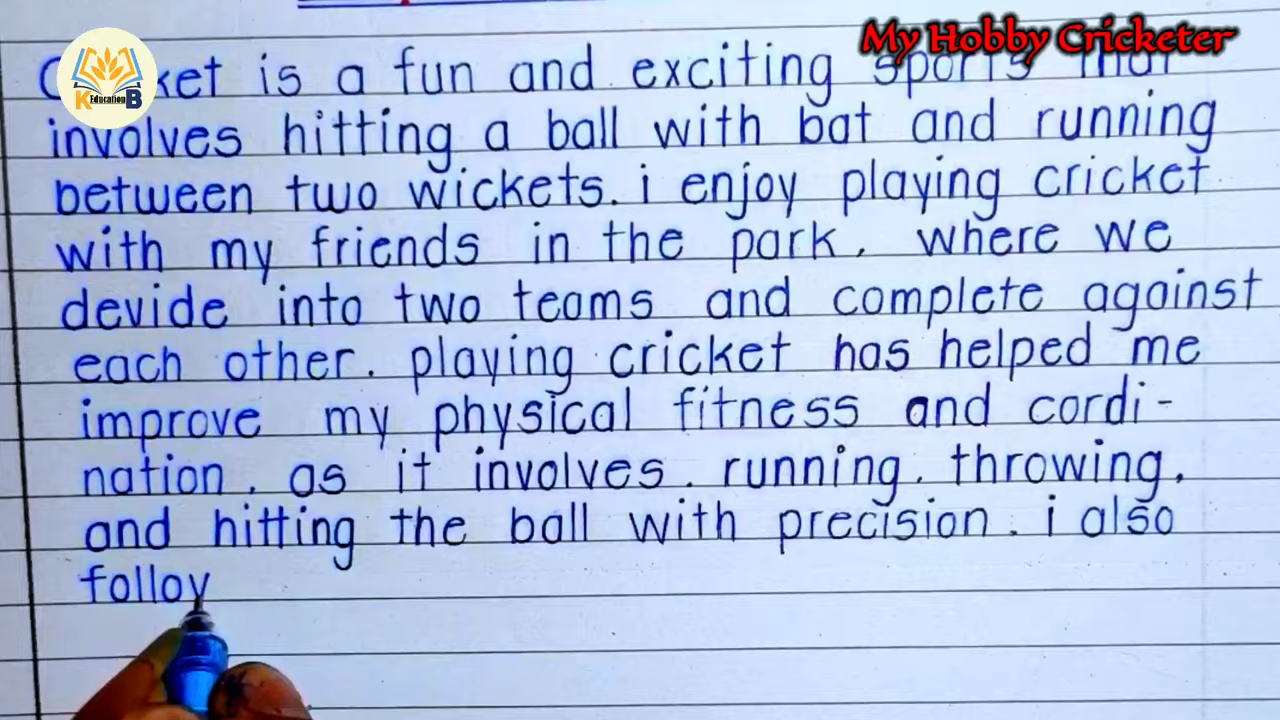 My Hobby Cricketer
is a fun and exciting sports that
K Education B
involves hitting a ball with bat and running
between two wickets. i enjoy playing cricket
with my friends in the park, where we
devide into two teams and complete against
each other. playing cricket has helped me
improve my physical fitness and cordi-
nation, as it involves, running, throwing,
and hitting the ball with precision. i also
follow